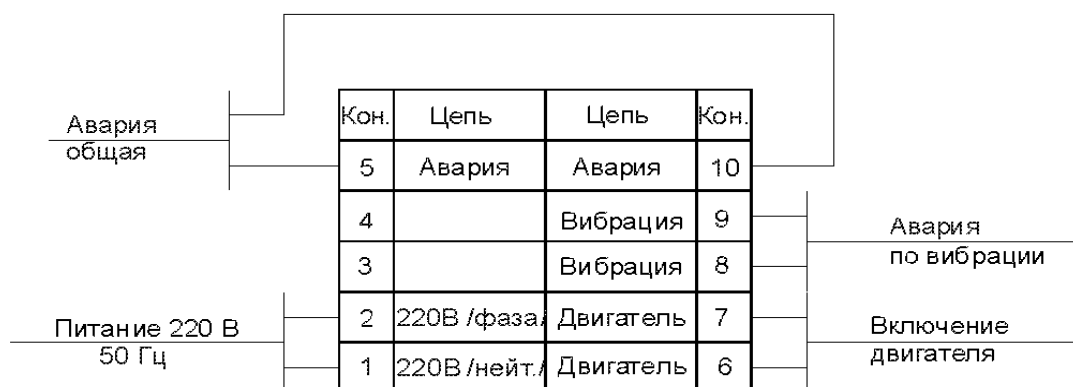 Кон. Цепь Цепь Кон.
Авария
общая
5 Авария Авария 10
4 Вибрация 9
Авария
по вибрации
3 Вибрация 8
Питание 220 В
50 Гц
2 220В /фаза/ Двигатель 7
Включение
двигателя
1 220В /нейт./ Двигатель 6